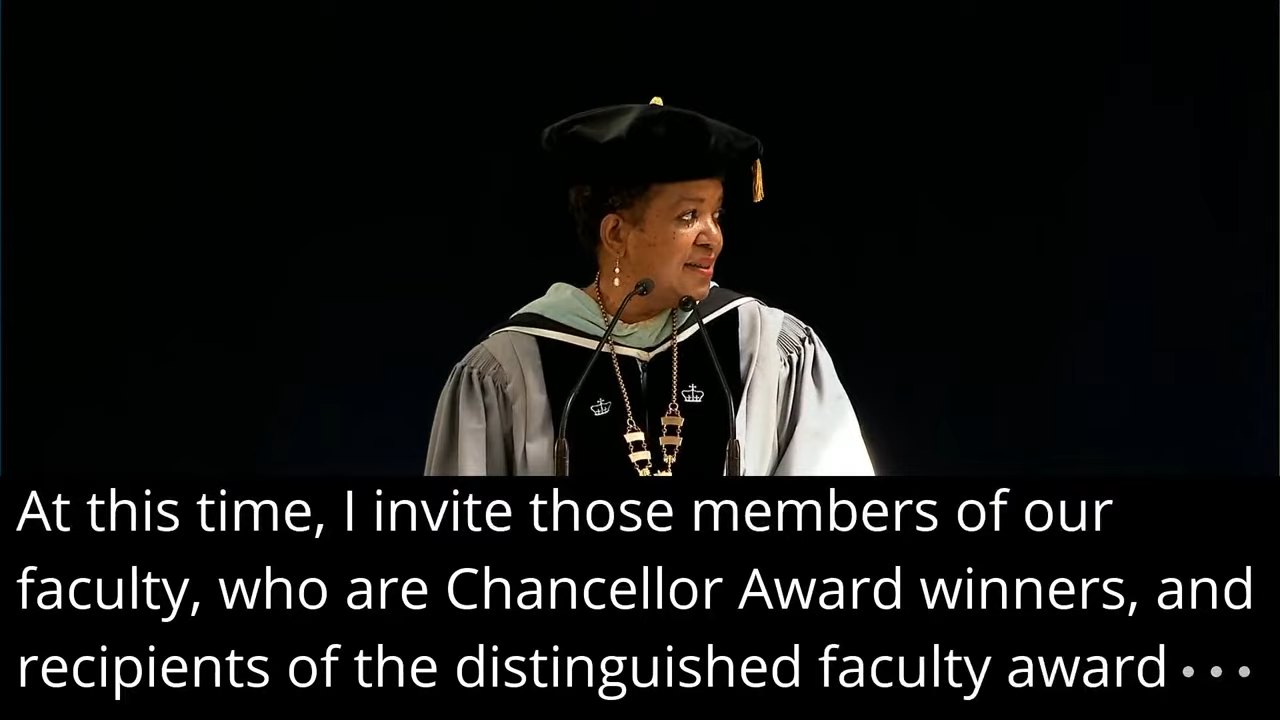 At this time, I invite those members of our
faculty, who are Chancellor Award winners, and
recipients of the distinguished faculty award • • •